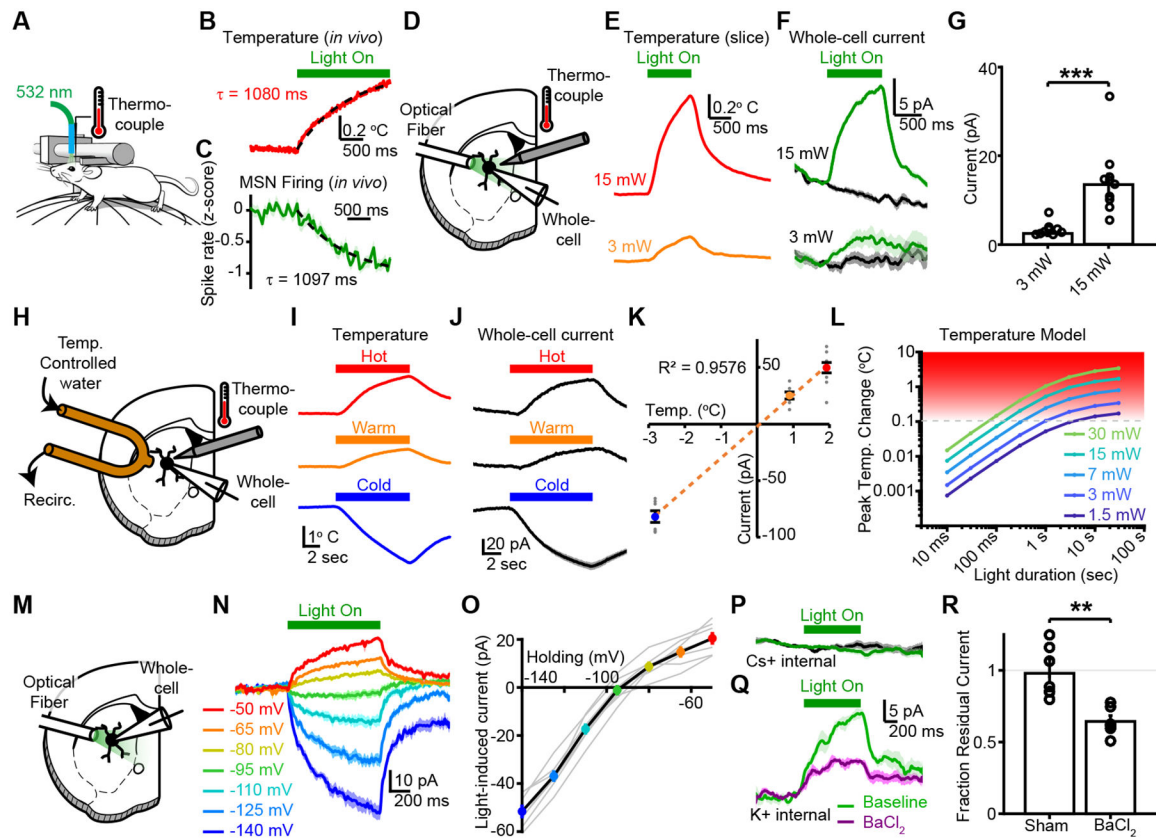 A
532 nm
Thermo-
couple
B
Temperature (in vivo)
Light On
τ = 1080 ms
0.2 ºC
500 ms
C
MSN Firing (in vivo)
500 ms
Spike rate (z-score)
0
-0.5
-1
τ = 1097 ms
D
Optical
Fiber
Thermo-
couple
Whole-
cell
E
Temperature (slice)
Light On
0.2º C
500 ms
15 mW
3 mW
F
Whole-cell current
Light On
5 pA
500 ms
15 mW
3 mW
G
***
Current (pA)
40
20
0
3 mW
15 mW
H
Temp.
Controlled
water
Thermo-
couple
Recirc.
Whole-
cell
I
Temperature
Hot
Warm
Cold
1º C
2 sec
J
Whole-cell current
Hot
Warm
Cold
20 pA
2 sec
K
R² = 0.9576
Temp. (ºC)
-3 -2 -1 1 2
50
-50
-100
Current (pA)
L
Temperature Model
Peak Temp. Change (ºC)
10
1
0.1
0.1
0.01
0.001
30 mW
15 mW
7 mW
3 mW
1.5 mW
10 ms
100 ms
1 s
10 s
100 s
Light duration (sec)
M
Optical
Fiber
Whole-
cell
N
Light On
-50 mV
-65 mV
-80 mV
-95 mV
-110 mV
-125 mV
-140 mV
10 pA
200 ms
O
Light-induced current (pA)
20
0
-20
-40
-60
Holding (mV)
-140 -100
-60
P
Light On
Cs+ internal
Q
Light On
5 pA
200 ms
Baseline
BaCl2
K+ internal
R
**
Fraction Residual Current
1
0.5
0
Sham
BaCl2